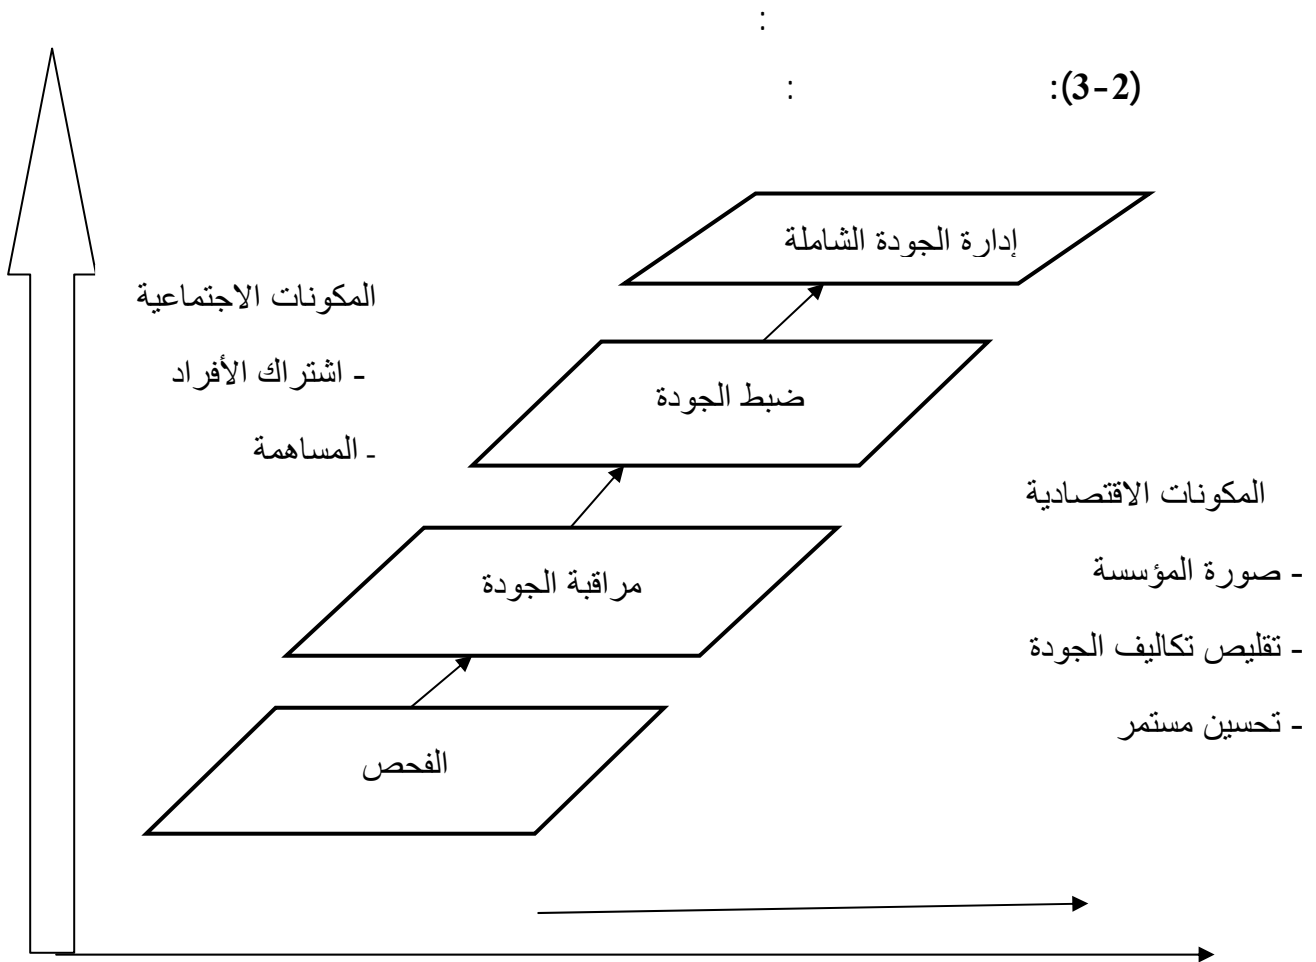 :
(3-2): :
إدارة الجودة الشاملة
المكونات الاجتماعية
- اشتراك الأفراد
- المساهمة
ضبط الجودة
المكونات الاقتصادية
- صورة المؤسسة
- تقليص تكاليف الجودة
- تحسين مستمر
مراقبة الجودة
الفحص